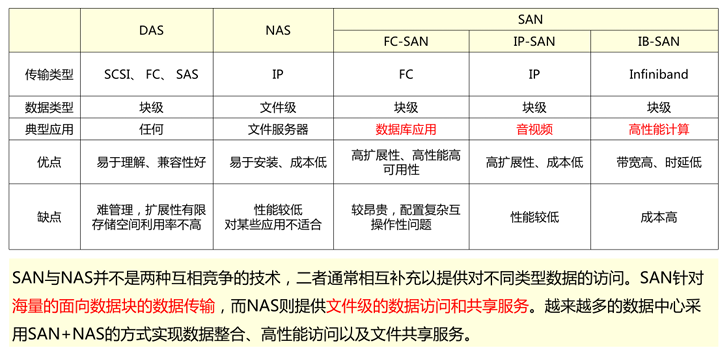 DAS NAS SAN
FC-SAN IP-SAN IB-SAN
传输类型 SCSI、 FC、 SAS IP FC IP Infiniband
数据类型 块级 文件级 块级 块级 块级
典型应用 任何 文件服务器 数据库应用 音视频 高性能计算
优点 易于理解、兼容性好 易于安装、成本低 高扩展性、高性能高可用性 高扩展性、成本低 带宽高、时延低
缺点 难管理，扩展性有限存储空间利用率不高 性能较低对某些应用不适合 较昂贵，配置复杂互操作性问题 性能较低 成本高
SAN与NAS并不是两种互相竞争的技术，二者通常相互补充以提供对不同类型数据的访问。SAN针对
海量的面向数据块的数据传输，而NAS则提供文件级的数据访问和共享服务。越来越多的数据中心采
用SAN+NAS的方式实现数据整合、高性能访问以及文件共享服务。